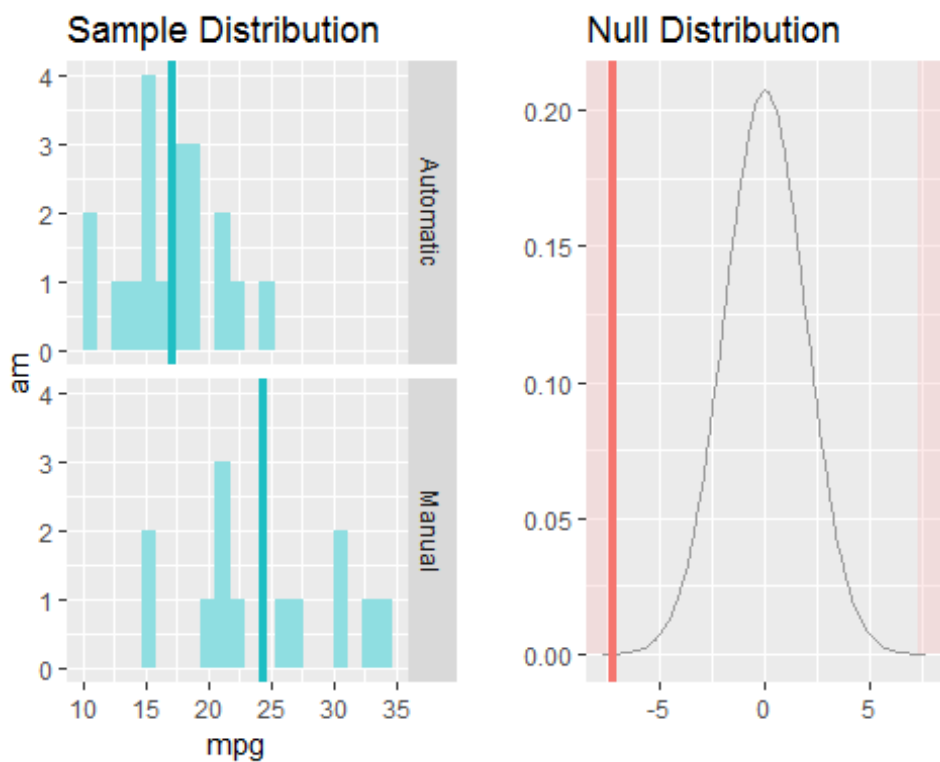 Sample Distribution
4
3
2
1
0
Automatic
am
4
3
2
1
0
Manual
10 15 20 25 30 35
mpg
Null Distribution
0.20
0.15
0.10
0.05
0.00
-5 0 5